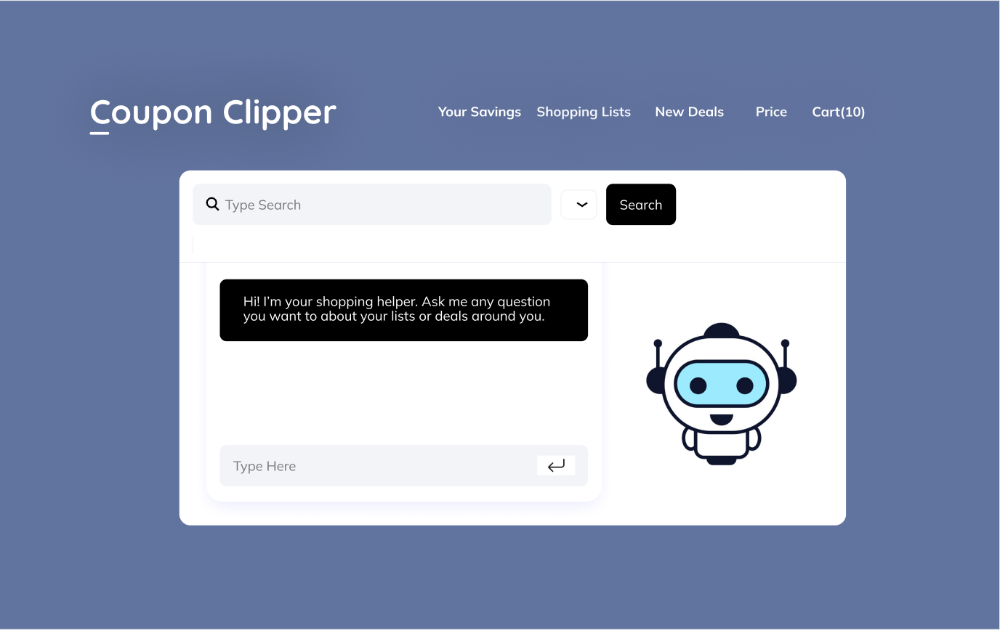 Coupon Clipper
Your Savings
Shopping Lists
New Deals
Price
Cart(10)
Type Search
Search
Hi! I’m your shopping helper. Ask me any question
you want to about your lists or deals around you.
Type Here